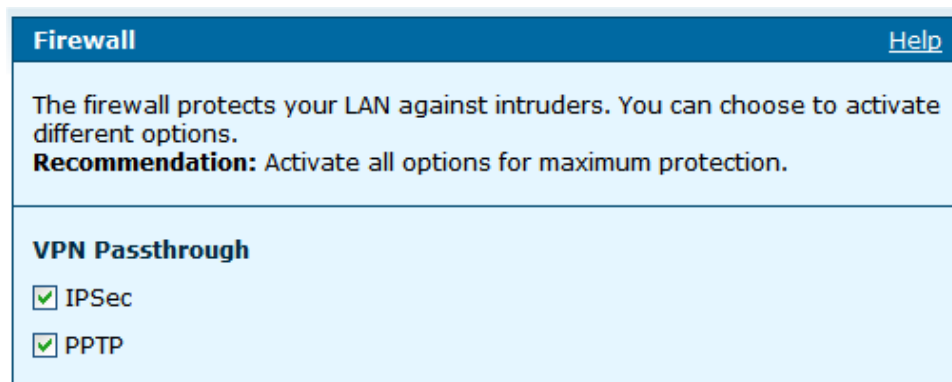 Firewall Help
The firewall protects your LAN against intruders. You can choose to activate
different options.
Recommendation: Activate all options for maximum protection.
VPN Passthrough
IPSec
PPTP